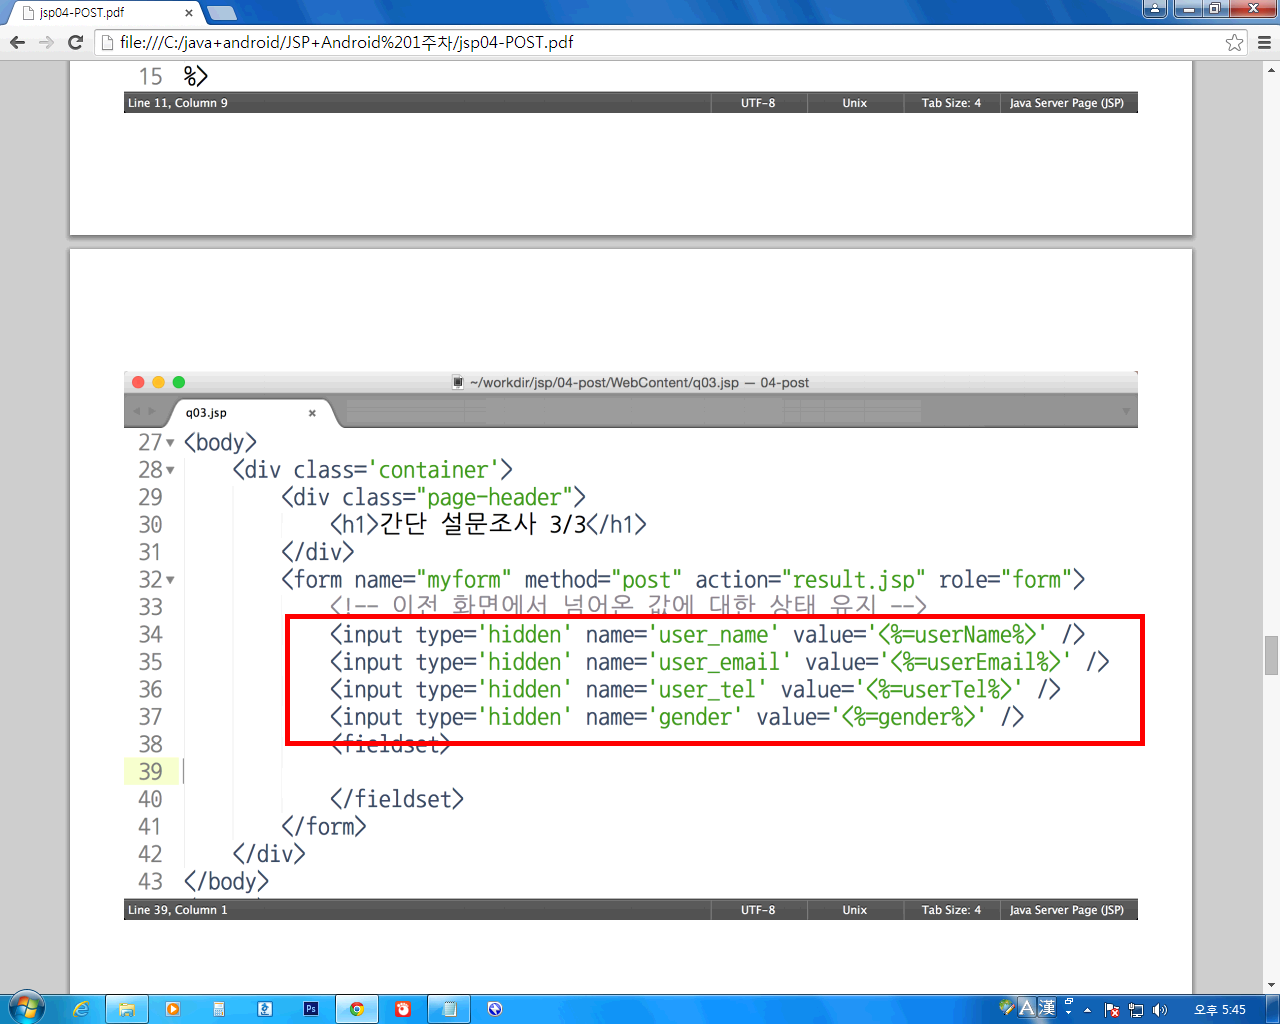 jsp04-POST.pdf
file:///C:/java+android/JSP+Android%201주차/jsp04-POST.pdf
15 %>
Line 11, Column 9 UTF-8 Unix Tab Size: 4 Java Server Page (JSP)
~/workdir/jsp/04-post/WebContent/q03.jsp — 04-post
q03.jsp
27 <body>
28 <div class='container'>
29 <div class="page-header">
30 <h1>간단 설문조사 3/3</h1>
31 </div>
32 <form name="myform" method="post" action="result.jsp" role="form">
33 <!-- 이전 화면에서 넘어온 값에 대한 상태 유지 -->
34 <input type='hidden' name='user_name' value='<%=userName%>' />
35 <input type='hidden' name='user_email' value='<%=userEmail%>' />
36 <input type='hidden' name='user_tel' value='<%=userTel%>' />
37 <input type='hidden' name='gender' value='<%=gender%>' />
38 <fieldset>
39
40 </fieldset>
41 </form>
42 </div>
43 </body>
Line 39, Column 1 UTF-8 Unix Tab Size: 4 Java Server Page (JSP)
Ps A 漢 오후 5:45